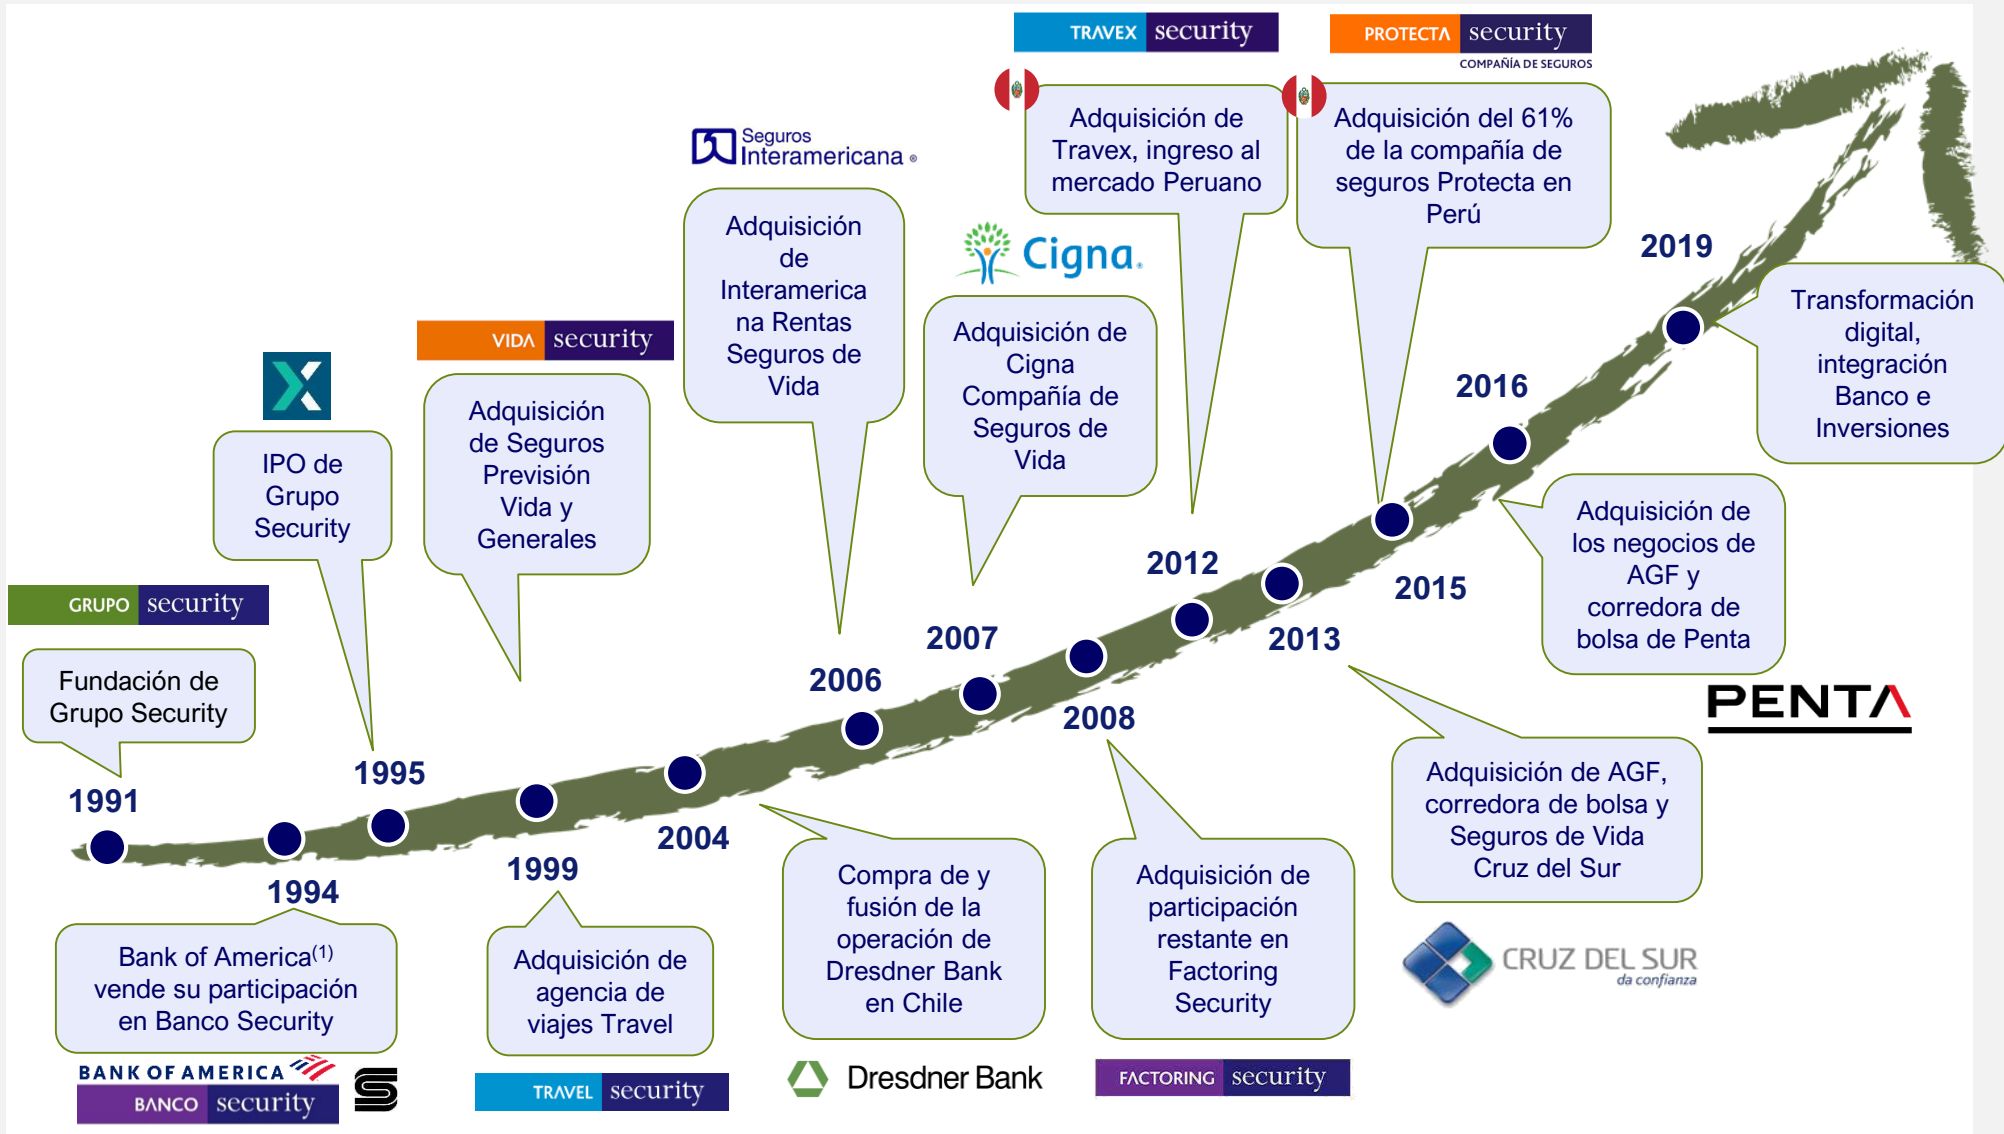 GRUPO security
Fundación de
Grupo Security
1991
1994
Bank of America(1)
vende su participación
en Banco Security
BANK OF AMERICA
BANCO security
IPO de
Grupo
Security
1995
VIDA security
Adquisición
de Seguros
Previsión
Vida y
Generales
1999
Adquisición de
agencia de
viajes Travel
TRAVEL security
2004
Compra de y
fusión de la
operación de
Dresdner Bank
en Chile
Dresdner Bank
Seguros
Interamericana
Adquisición
de
Interamerica
na Rentas
Seguros de
Vida
2006
Cigna
Adquisición de
Cigna
Compañía de
Seguros de
Vida
2007
2008
Adquisición de
participación
restante en
Factoring
Security
FACTORING security
TRAVEX security
Adquisición de
Travex, ingreso al
mercado Peruano
2012
2013
Adquisición de AGF,
corredora de bolsa y
Seguros de Vida
Cruz del Sur
CRUZ DEL SUR
da confianza
PROTECTA security
COMPAÑÍA DE SEGUROS
Adquisición del 61%
de la compañía de
seguros Protecta en
Perú
2015
2016
Adquisición de
los negocios de
AGF y
corredora de
bolsa de Penta
PENTA
2019
Transformación
digital,
integración
Banco e
Inversiones